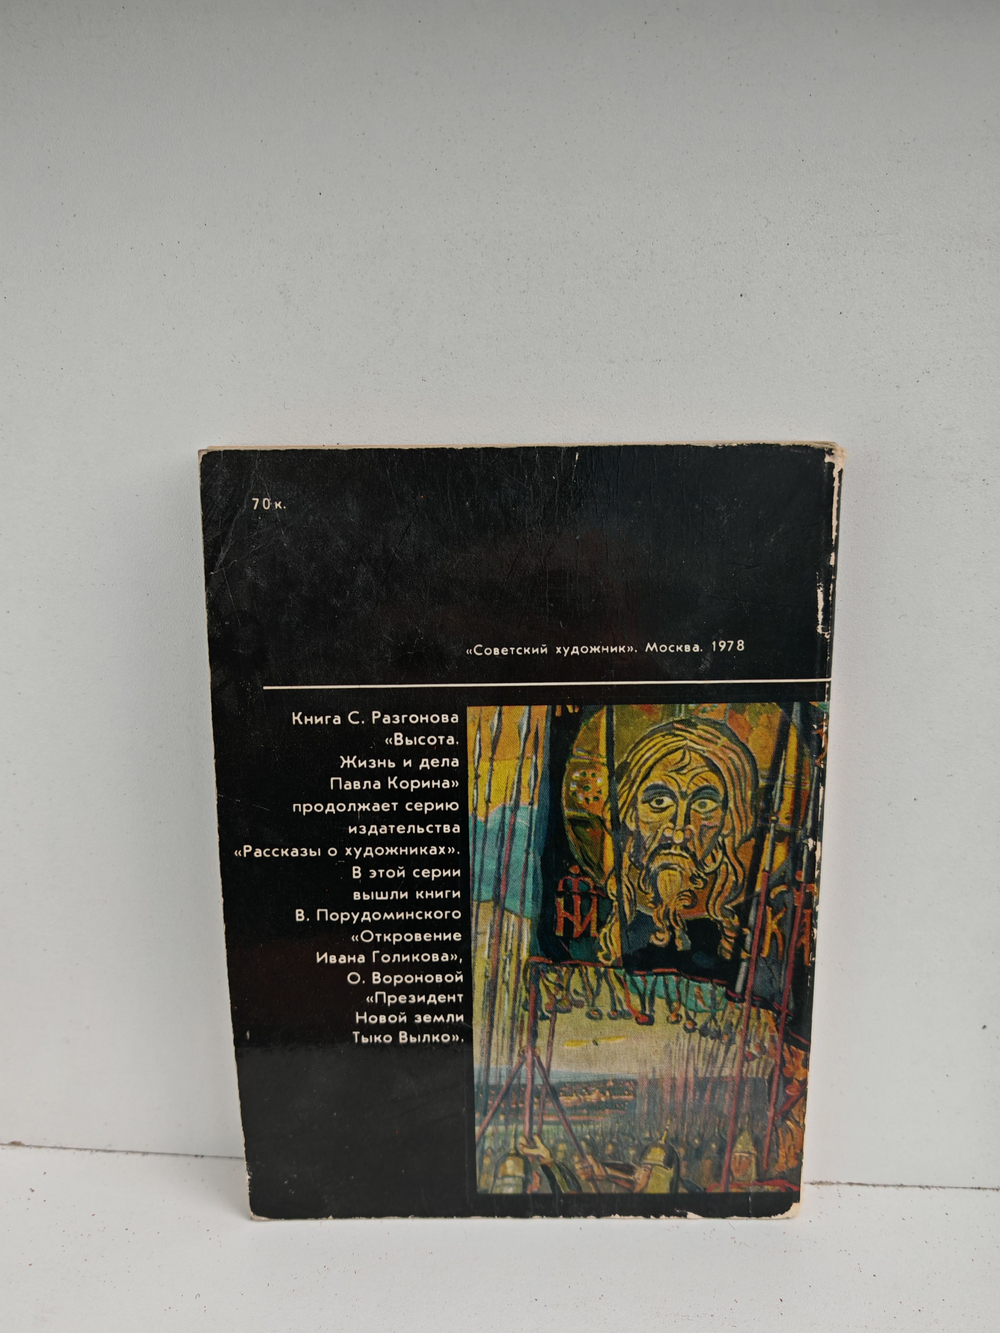 70 к.
«Советский художник». Москва. 1978
Книга С. Разгонова
«Высота.
Жизнь и дела
Павла Корина»
продолжает серию
издательства
«Рассказы о художниках».
В этой серии
вышли книги
В. Порудоминского
«Откровение
Ивана Голикова»,
О. Вороновой
«Президент
Новой земли
Тыко Вылко».